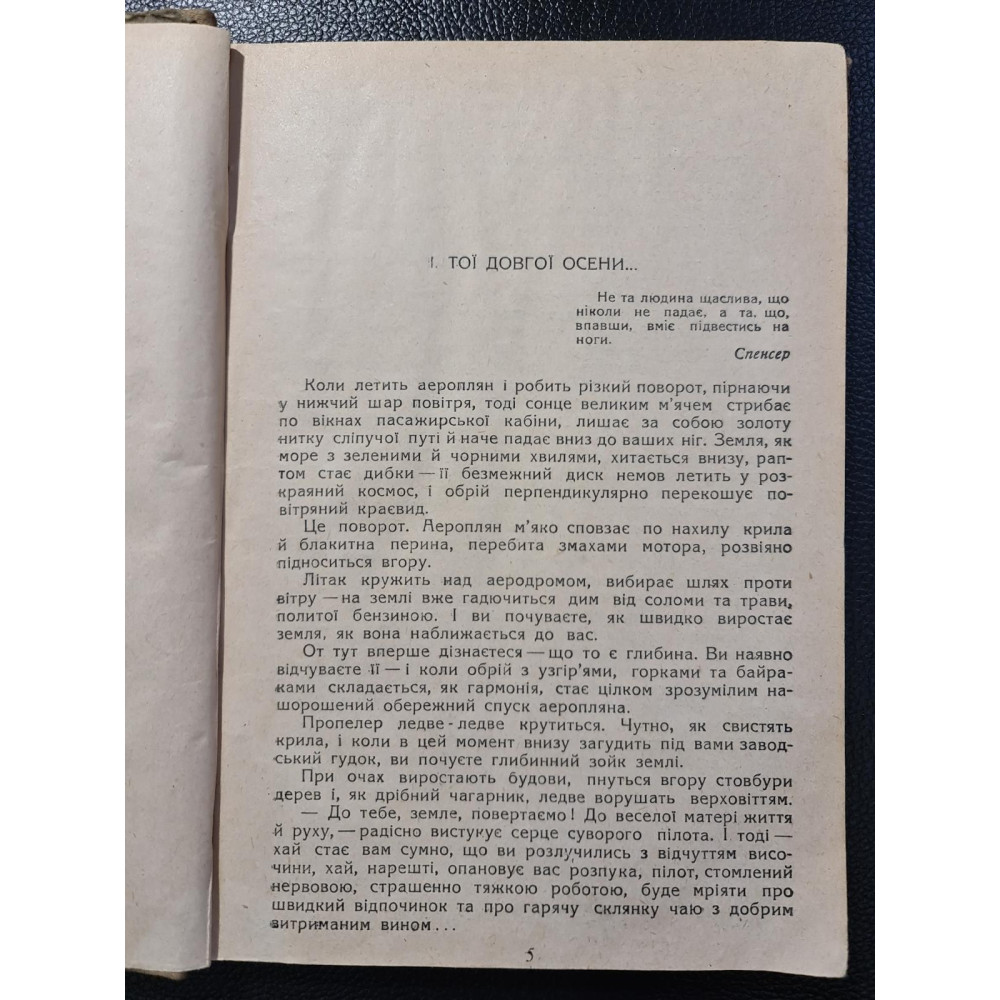 І. ТОЇ ДОВГОЇ ОСЕНИ...
Не та людина щаслива, що
ніколи не падає, а та, що,
впавши, вміє підвестись на
ноги.
Спенсер
Коли летить аероплян і робить різкий поворот, пірнаючи
у нижчий шар повітря, тоді сонце великим м'ячем стрибає
по вікнах пасажирської кабіни, лишає за собою золоту
нитку сліпучої путі й наче падає вниз до ваших ніг. Земля, як
море з зеленими й чорними хвилями, хитається внизу, рап-
том стає дибки — її безмежний диск немов летить у роз-
краяний космос, і обрій перпендикулярно перекошує по-
вітряний краєвид.
Це поворот. Аероплян м'яко сповзає по нахилу крила
й блакитна перина, перебита змахами мотора, розвіяно
підноситься вгору.
Літак кружить над аеродромом, вибирає шлях проти
вітру — на землі вже гадючиться дим від соломи та трави,
политої бензиною. І ви почуваєте, як швидко виростає
земля, як вона наближається до вас.
От тут вперше дізнаєтеся — що то є глибина. Ви наявно
відчуваєте її — і коли обрій з узгір'ями, горками та байра-
ками складається, як гармонія, стає цілком зрозумілим на-
шорошений обережний спуск аеропляна.
Пропелер ледве-ледве крутиться. Чутно, як свистять
крила, і коли в цей момент внизу загудить під вами завод-
ський гудок, ви почуєте глибинний зойк землі.
При очах виростають будови, пнуться вгору стовбури
дерев і, як дрібний чагарник, ледве ворушать верховіттям.
— До тебе, земле, повертаємо! До веселої матері життя
й руху, — радісно вистукує серце суворого пілота. І тоді —
хай стає вам сумно, що ви розлучились з відчуттям висо-
чини, хай, нарешті, опановує вас розпука, пілот, стомлений
нервовою, страшенно тяжкою роботою, буде мріяти про
швидкий відпочинок та про гарячу склянку чаю з добрим
витриманим вином...
5